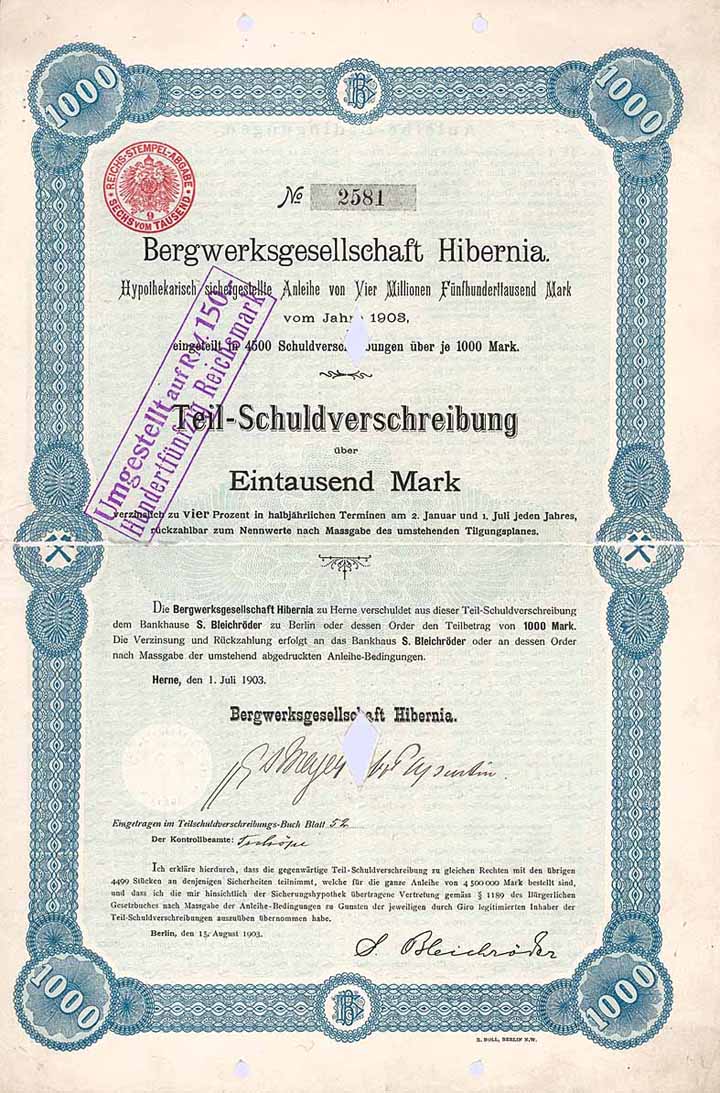 1000
1000
REICHS-STEMPEL-ABGABE
9
SECHS VOM TAUSEND
No 2581
Bergwerksgesellschaft Hibernia.
Hypothekarisch sichergestellte Anleihe von Vier Millionen Fünfhunderttausend Mark
vom Jahre 1903,
eingeteilt in 4500 Schuldverschreibungen über je 1000 Mark.
Umgestellt auf RM 150
Hundertfünfzig Reichsmark
Teil-Schuldverschreibung
über
Eintausend Mark
verzinslich zu vier Prozent in halbjährlichen Terminen am 2. Januar und 1. Juli jeden Jahres,
rückzahlbar zum Nennwerte nach Massgabe des umstehenden Tilgungsplanes.
Die Bergwerksgesellschaft Hibernia zu Herne verschuldet aus dieser Teil-Schuldverschreibung
dem Bankhause S. Bleichröder zu Berlin oder dessen Order den Teilbetrag von 1000 Mark.
Die Verzinsung und Rückzahlung erfolgt an das Bankhaus S. Bleichröder oder an dessen Order
nach Massgabe der umstehend abgedruckten Anleihe-Bedingungen.
Herne, den 1. Juli 1903.
Bergwerksgesellschaft Hibernia.
Eingetragen im Teilschuldverschreibungs-Buch Blatt 52
Der Kontrollbeamte:
Ich erkläre hierdurch, dass die gegenwärtige Teil-Schuldverschreibung zu gleichen Rechten mit den übrigen
4499 Stücken an denjenigen Sicherheiten teilnimmt, welche für die ganze Anleihe von 4 500 000 Mark bestellt sind,
und dass ich die mir hinsichtlich der Sicherungshypothek übertragene Vertretung gemäss § 1189 des Bürgerlichen
Gesetzbuches nach Massgabe der Anleihe-Bedingungen zu Gunsten der jeweiligen durch Giro legitimierten Inhaber der
Teil-Schuldverschreibungen auszuüben übernommen habe.
Berlin, den 15. August 1903.
S. Bleichröder
1000
1000
R. BOLL, BERLIN N.W.